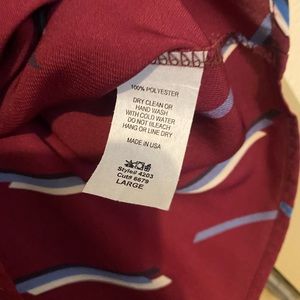 100% POLYESTER
DRY CLEAN OR
HAND WASH
WITH COLD WATER
DO NOT BLEACH
HANG OR LINE DRY
MADE IN USA
Style# 4203
Cut# 6679
LARGE